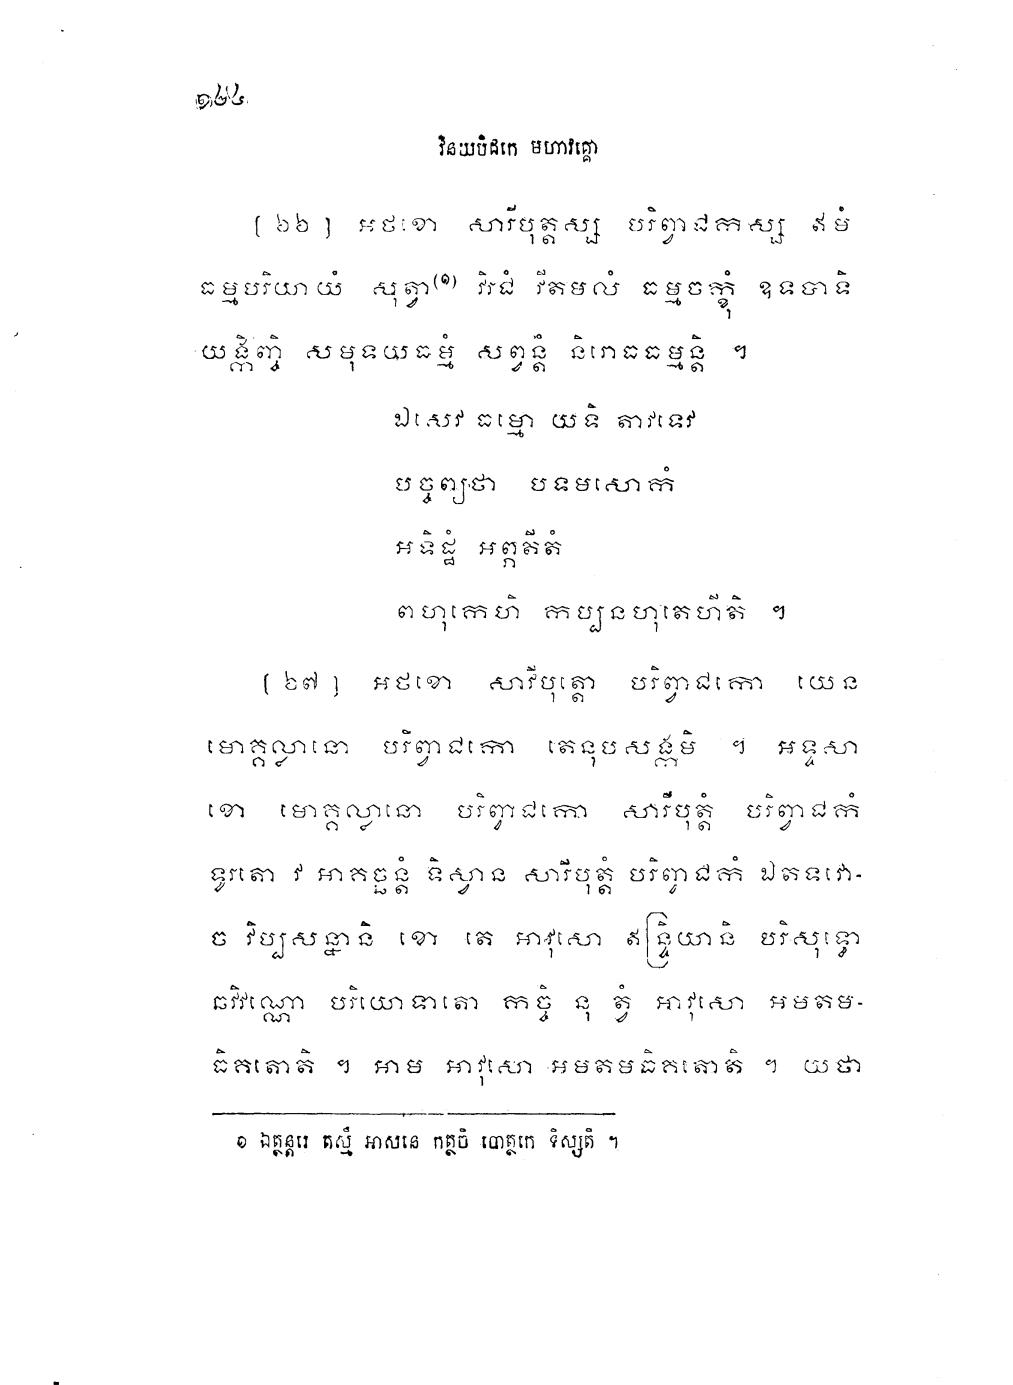 ១៤៤
វិនយបិដកេ មហាវគ្គោ
[ ៦៦ ] អថខោ សារីបុត្តស្ស បរិព្វាជកស្ស ឥមំ
ធម្មបរិយាយំ សុត្វា(១) វិរជំ វីតមលំ ធម្មចក្ខុំ ឧទបាទិ
យង្កិញ្ចិ សមុទយធម្មំ សព្វន្តំ និរោធធម្មន្តិ ។
ឯសេវ ធម្មោ យទិ តាវទេវ
បច្ចព្យថា បទមសោកំ
អទិដ្ឋំ អព្ភតីតំ
ពហុកេហិ កប្បនហុតេហីតិ ។
[ ៦៧ ] អថខោ សារីបុត្តោ បរិព្វាជកោ យេន
មោគ្គល្លានោ បរិព្វាជកោ តេនុបសង្កមិ ។ អទ្ទសា
ខោ មោគ្គល្លានោ បរិព្វាជកោ សារីបុត្តំ បរិព្វាជកំ
ទូរតោ វ អាគច្ឆន្តំ ទិស្វាន សារីបុត្តំ បរិព្វាជកំ ឯតទវោ-
ច វិប្បសន្នានិ ខោ តេ អាវុសោ ឥន្ទ្រិយានិ បរិសុទ្ធោ
ឆវិវណ្ណោ បរិយោទាតោ កច្ចិ នុ ត្វំ អាវុសោ អមតម-
ធិគតោតិ ។ អាម អាវុសោ អមតមធិគតោតិ ។ យថា
១ ឯត្ថន្តរេ តស្មឹ អាសនេ កត្ថចិ បោត្ថកេ ទិស្សតិ ។